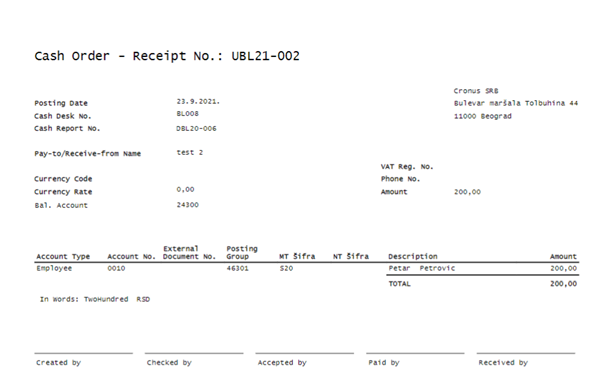 Cash Order - Receipt No.: UBL21-002
Cronus SRB
Posting Date 23.9.2021. Bulevar maršala Tolbuhina 44
Cash Desk No. BL008 11000 Beograd
Cash Report No. DBL20-006
Pay-to/Receive-from Name test 2
VAT Reg. No.
Currency Code Phone No.
Currency Rate 0,00 Amount 200,00
Bal. Account 24300
External Posting
Account Type Account No. Document No. Group MT Šifra NT Šifra Description Amount
Employee 0010 46301 S20 Petar Petrovic 200,00
TOTAL 200,00
In Words: TwoHundred RSD
Created by Checked by Accepted by Paid by Received by